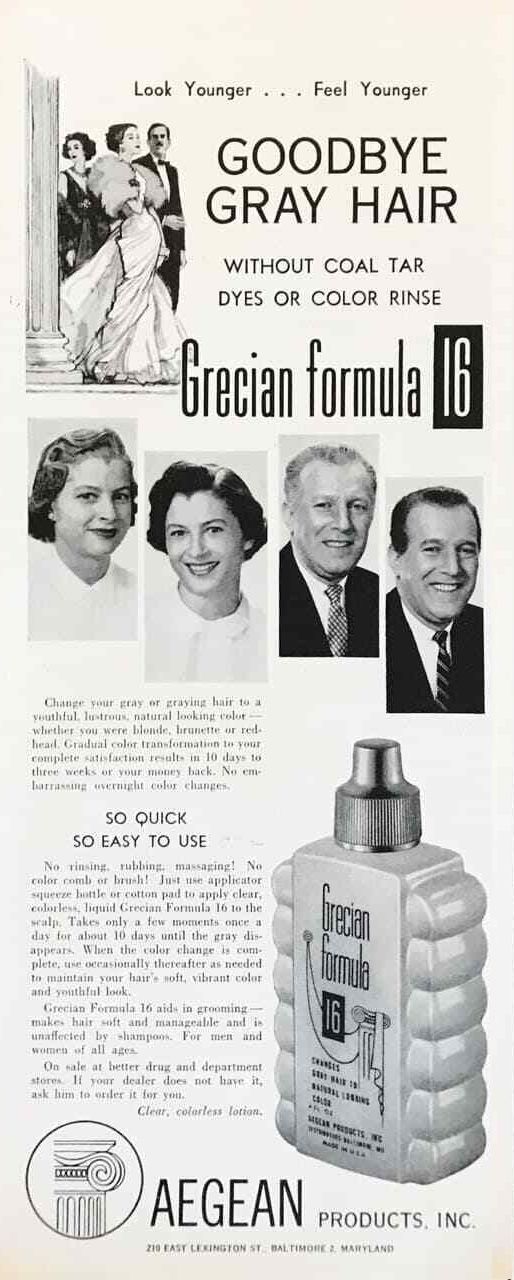 Look Younger . . . Feel Younger
GOODBYE
GRAY HAIR
WITHOUT COAL TAR
DYES OR COLOR RINSE
Grecian formula 16
Change your gray or graying hair to a
youthful, lustrous, natural looking color —
whether you were blonde, brunette or red-
head. Gradual color transformation to your
complete satisfaction results in 10 days to
three weeks or your money back. No em-
barrassing overnight color changes.
SO QUICK
SO EASY TO USE
No rinsing, rubbing, massaging! No
color comb or brush! Just use applicator
squeeze bottle or cotton pad to apply clear,
colorless, liquid Grecian Formula 16 to the
scalp. Takes only a few moments once a
day for about 10 days until the gray dis-
appears. When the color change is com-
plete, use occasionally thereafter as needed
to maintain your hair's soft, vibrant color
and youthful look.
Grecian Formula 16 aids in grooming —
makes hair soft and manageable and is
unaffected by shampoos. For men and
women of all ages.
On sale at better drug and department
stores. If your dealer does not have it,
ask him to order it for you.
Clear, colorless lotion.
Grecian
formula
16
CHANGES
GRAY HAIR TO
NATURAL LOOKING
COLOR
4 FL. OZ.
AEGEAN PRODUCTS, INC
DISTRIBUTORS BALTIMORE, MD
MADE IN U.S.A.
AEGEAN PRODUCTS, INC.
210 EAST LEXINGTON ST., BALTIMORE 2, MARYLAND